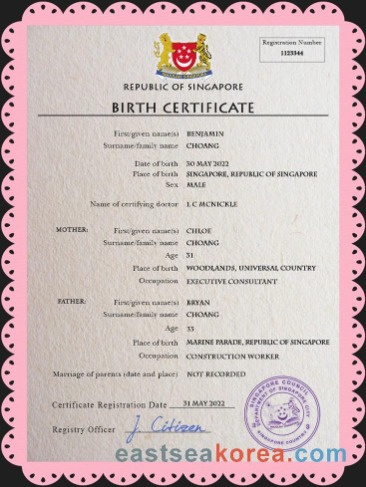 Registration Number
1123344
REPUBLIC OF SINGAPORE
BIRTH CERTIFICATE
First/given name(s) BENJAMIN
Surname/family name CHOANG
Date of birth 30 MAY 2022
Place of birth SINGAPORE, REPUBLIC OF SINGAPORE
Sex MALE
Name of certifying doctor L C MCNICKLE
MOTHER: First/given name(s) CHLOE
Surname/family name CHOANG
Age 31
Place of birth WOODLANDS, UNIVERSAL COUNTRY
Occupation EXECUTIVE CONSULTANT
FATHER: First/given name(s) BRYAN
Surname/family name CHOANG
Age 33
Place of birth MARINE PARADE, REPUBLIC OF SINGAPORE
Occupation CONSTRUCTION WORKER
Marriage of parents (date and place) NOT RECORDED
Certificate Registration Date 31 MAY 2022
Registry Officer J. Citizen
SINGAPORE COUNCIL
SINGAPORE COUNTRY
eastseakorea.com